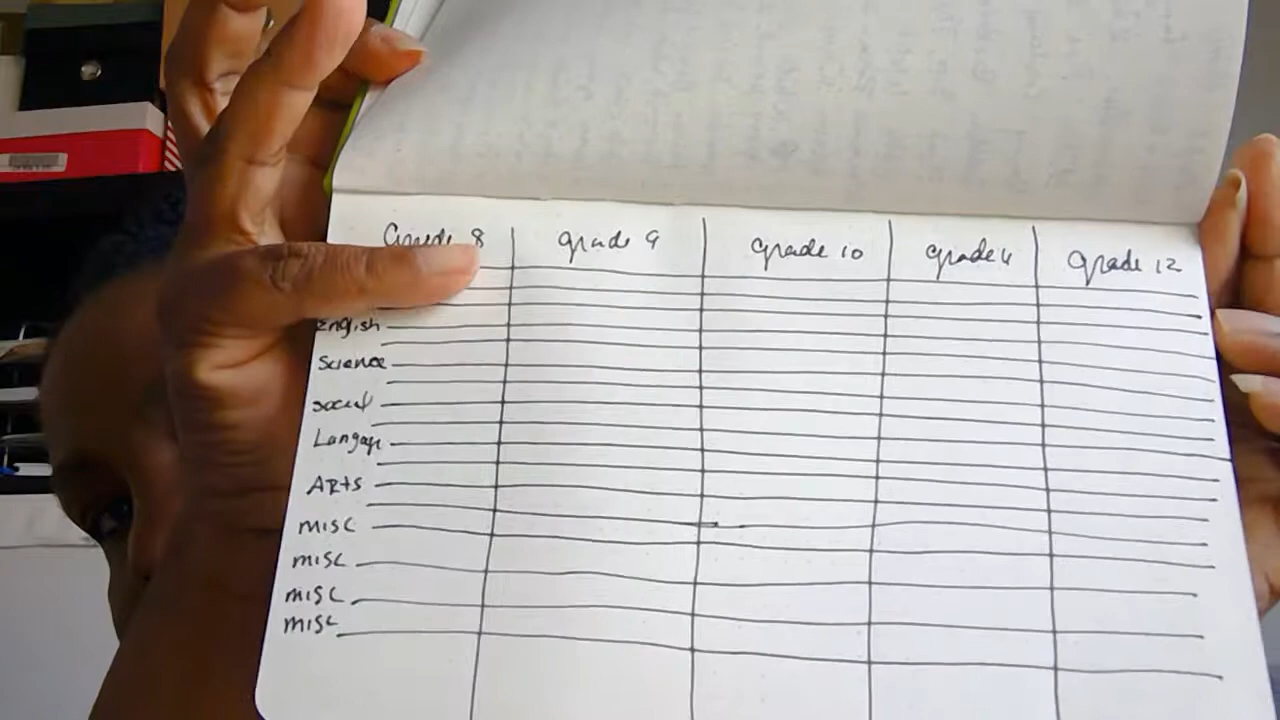 Grade 8 grade 9 grade 10 grade 11 grade 12
English
Science
social
Langage
ARts
misc
misc
misc
misc